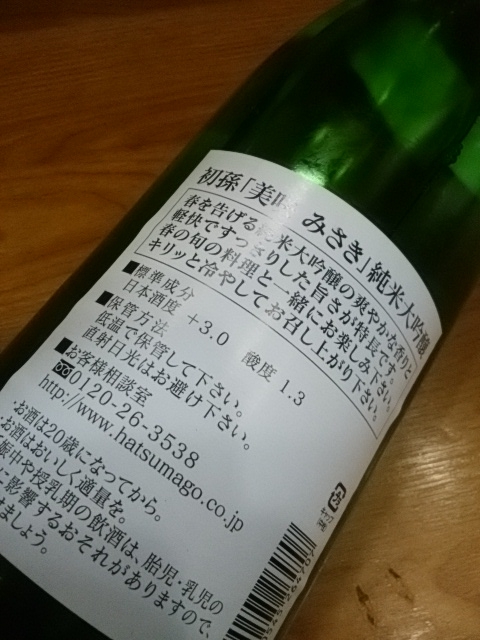 初孫「美咲 みさき」純米大吟醸
春を告げる純米大吟醸の爽やかな香りと
軽快ですっきりした旨さが特長です。
春の旬の料理と一緒にお楽しみ下さい。
キリッと冷やしてお召し上がり下さい。
■標準成分
日本酒度 +3.0 酸度 1.3
■保管方法
低温で保管して下さい。
直射日光はお避け下さい。
■お客様相談室
0120-26-3538
http://www.hatsumago.co.jp
お酒は20歳になってから。
お酒はおいしく適量を。
娠中や授乳期の飲酒は、胎児・乳児の
に影響するおそれがありますので、
ましょう。